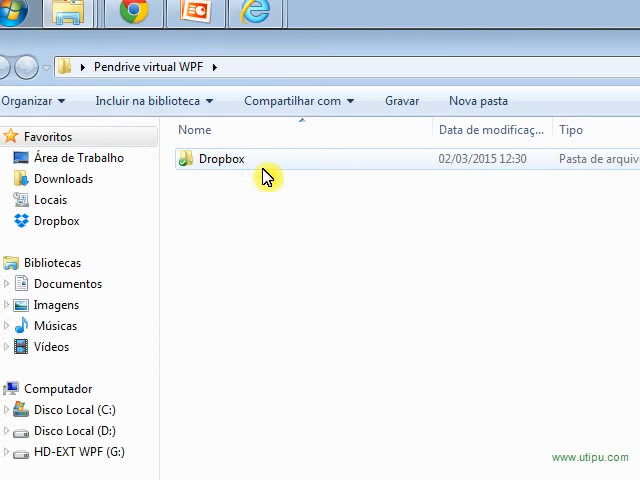 Pendrive virtual WPF
Organizar Incluir na biblioteca Compartilhar com Gravar Nova pasta
Favoritos
Área de Trabalho
Downloads
Locais
Dropbox
Bibliotecas
Documentos
Imagens
Músicas
Vídeos
Computador
Disco Local (C:)
Disco Local (D:)
HD-EXT WPF (G:)
Nome Data de modificaç... Tipo
Dropbox 02/03/2015 12:30 Pasta de arquiv
www.utipu.com